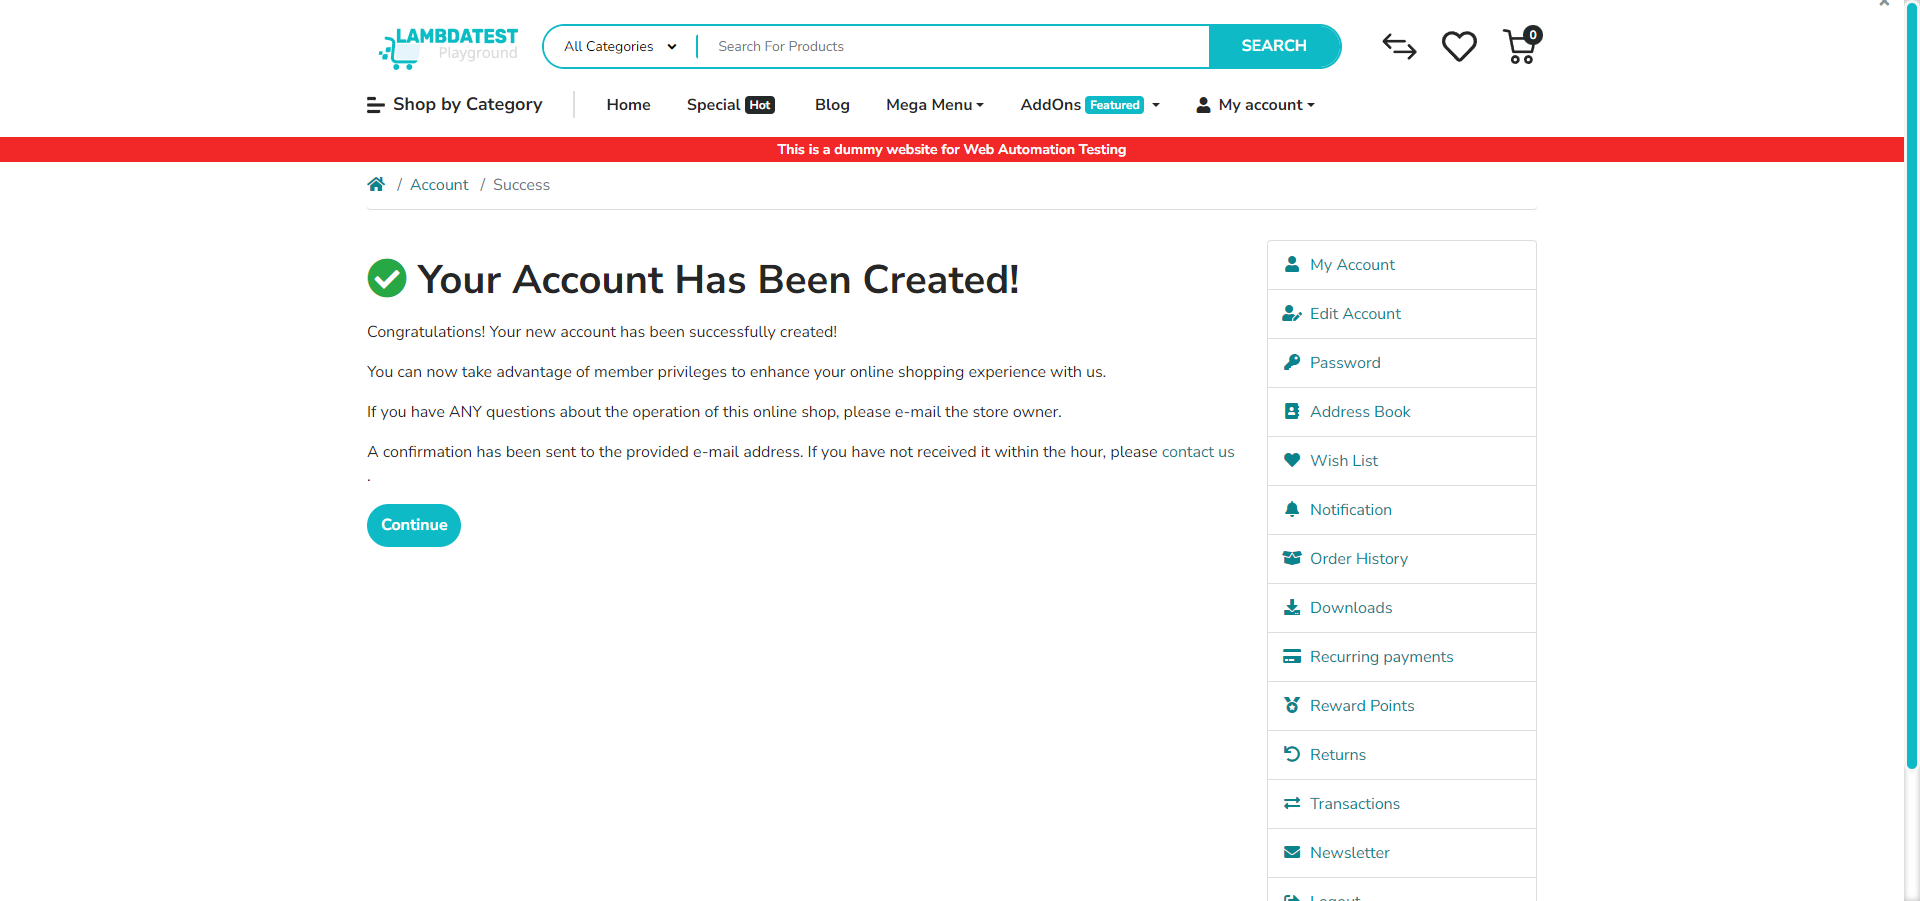 LAMBDATEST
Playground
All Categories
Search For Products
SEARCH
0
Shop by Category
Home
Special Hot
Blog
Mega Menu
AddOns Featured
My account
This is a dummy website for Web Automation Testing
/ Account / Success
Your Account Has Been Created!
Congratulations! Your new account has been successfully created!
You can now take advantage of member privileges to enhance your online shopping experience with us.
If you have ANY questions about the operation of this online shop, please e-mail the store owner.
A confirmation has been sent to the provided e-mail address. If you have not received it within the hour, please contact us
.
Continue
My Account
Edit Account
Password
Address Book
Wish List
Notification
Order History
Downloads
Recurring payments
Reward Points
Returns
Transactions
Newsletter
Logout